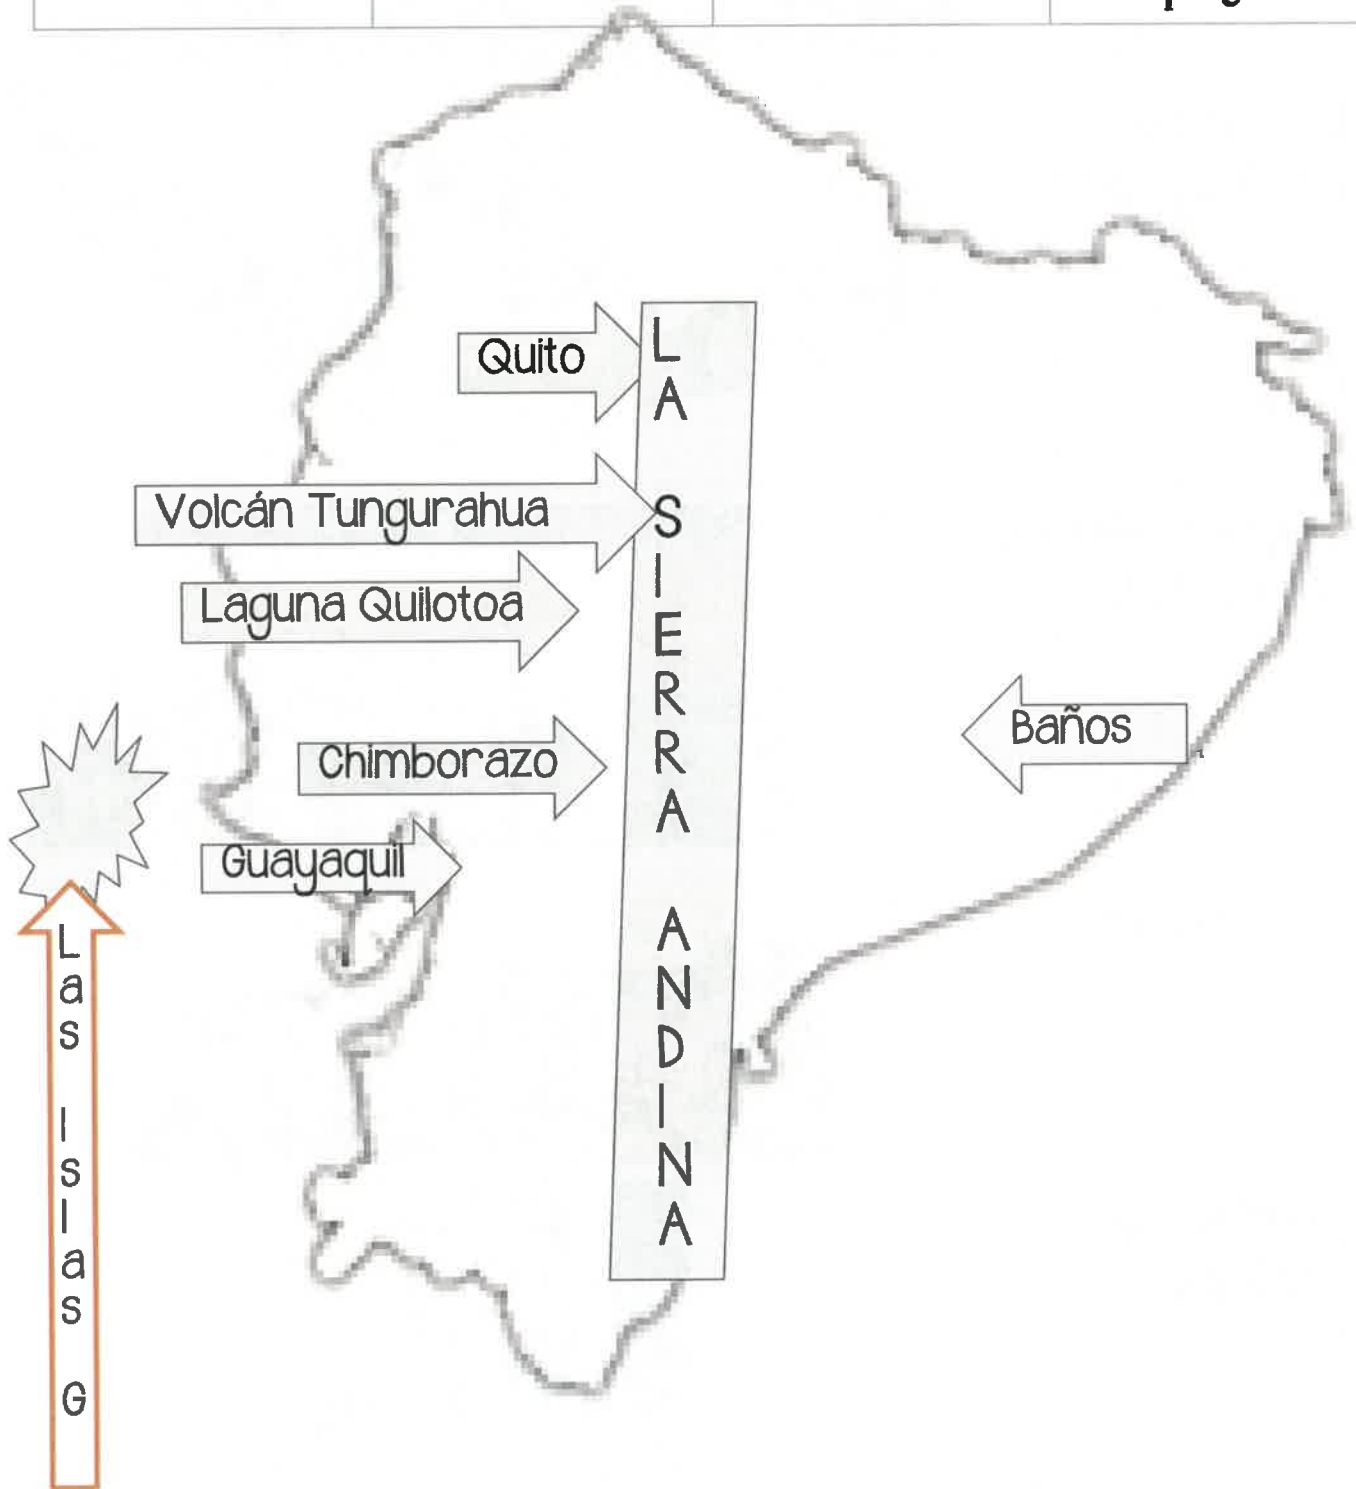 Quito
LA SIERRA ANDINA
Volcán Tungurahua
Laguna Quilotoa
Baños
Chimborazo
Guayaquil
Las Islas G